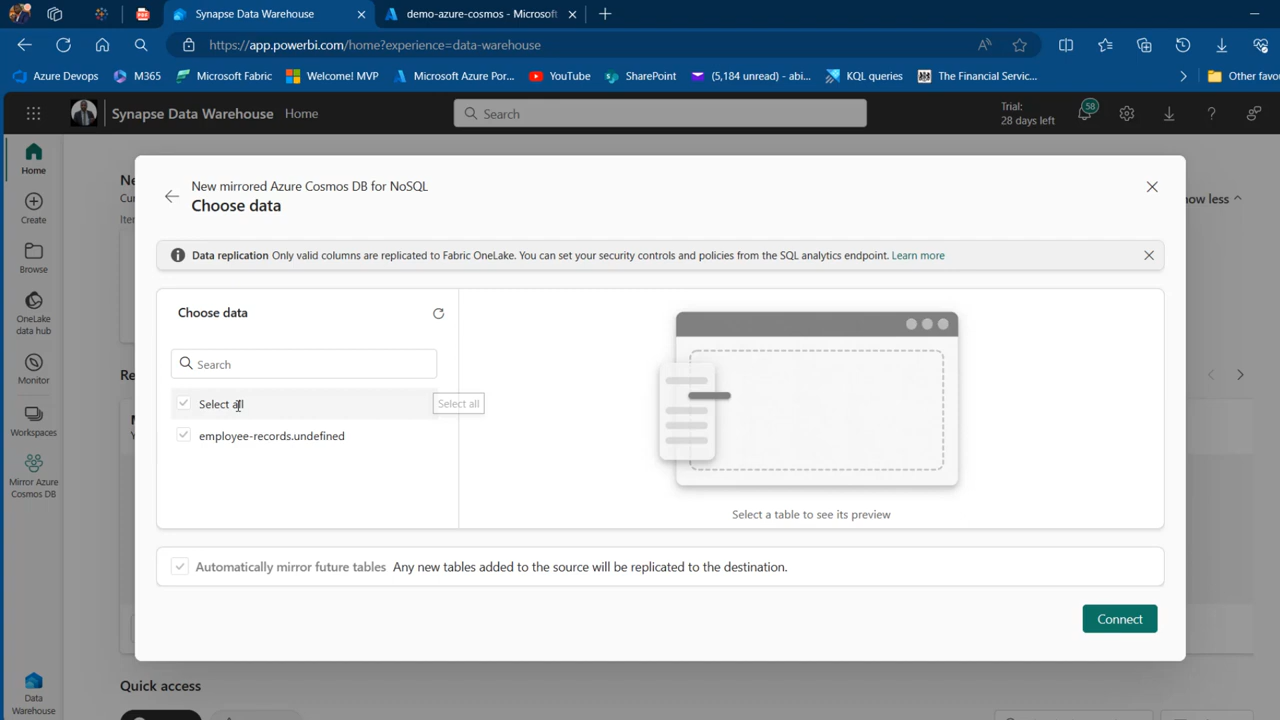 Synapse Data Warehouse
demo-azure-cosmos - Microsoft
https://app.powerbi.com/home?experience=data-warehouse
Azure Devops
M365
Microsoft Fabric
Welcome! MVP
Microsoft Azure Por...
YouTube
SharePoint
(5,184 unread) - abi...
KQL queries
The Financial Servic...
Other favo
Synapse Data Warehouse Home
Search
Trial:
28 days left
58
Home
Create
Browse
OneLake
data hub
Monitor
Workspaces
Mirror Azure
Cosmos DB
Data
Warehouse
New mirrored Azure Cosmos DB for NoSQL
Choose data
Data replication Only valid columns are replicated to Fabric OneLake. You can set your security controls and policies from the SQL analytics endpoint. Learn more
Choose data
Search
Select all
Select all
employee-records.undefined
Select a table to see its preview
Automatically mirror future tables Any new tables added to the source will be replicated to the destination.
Connect
Quick access